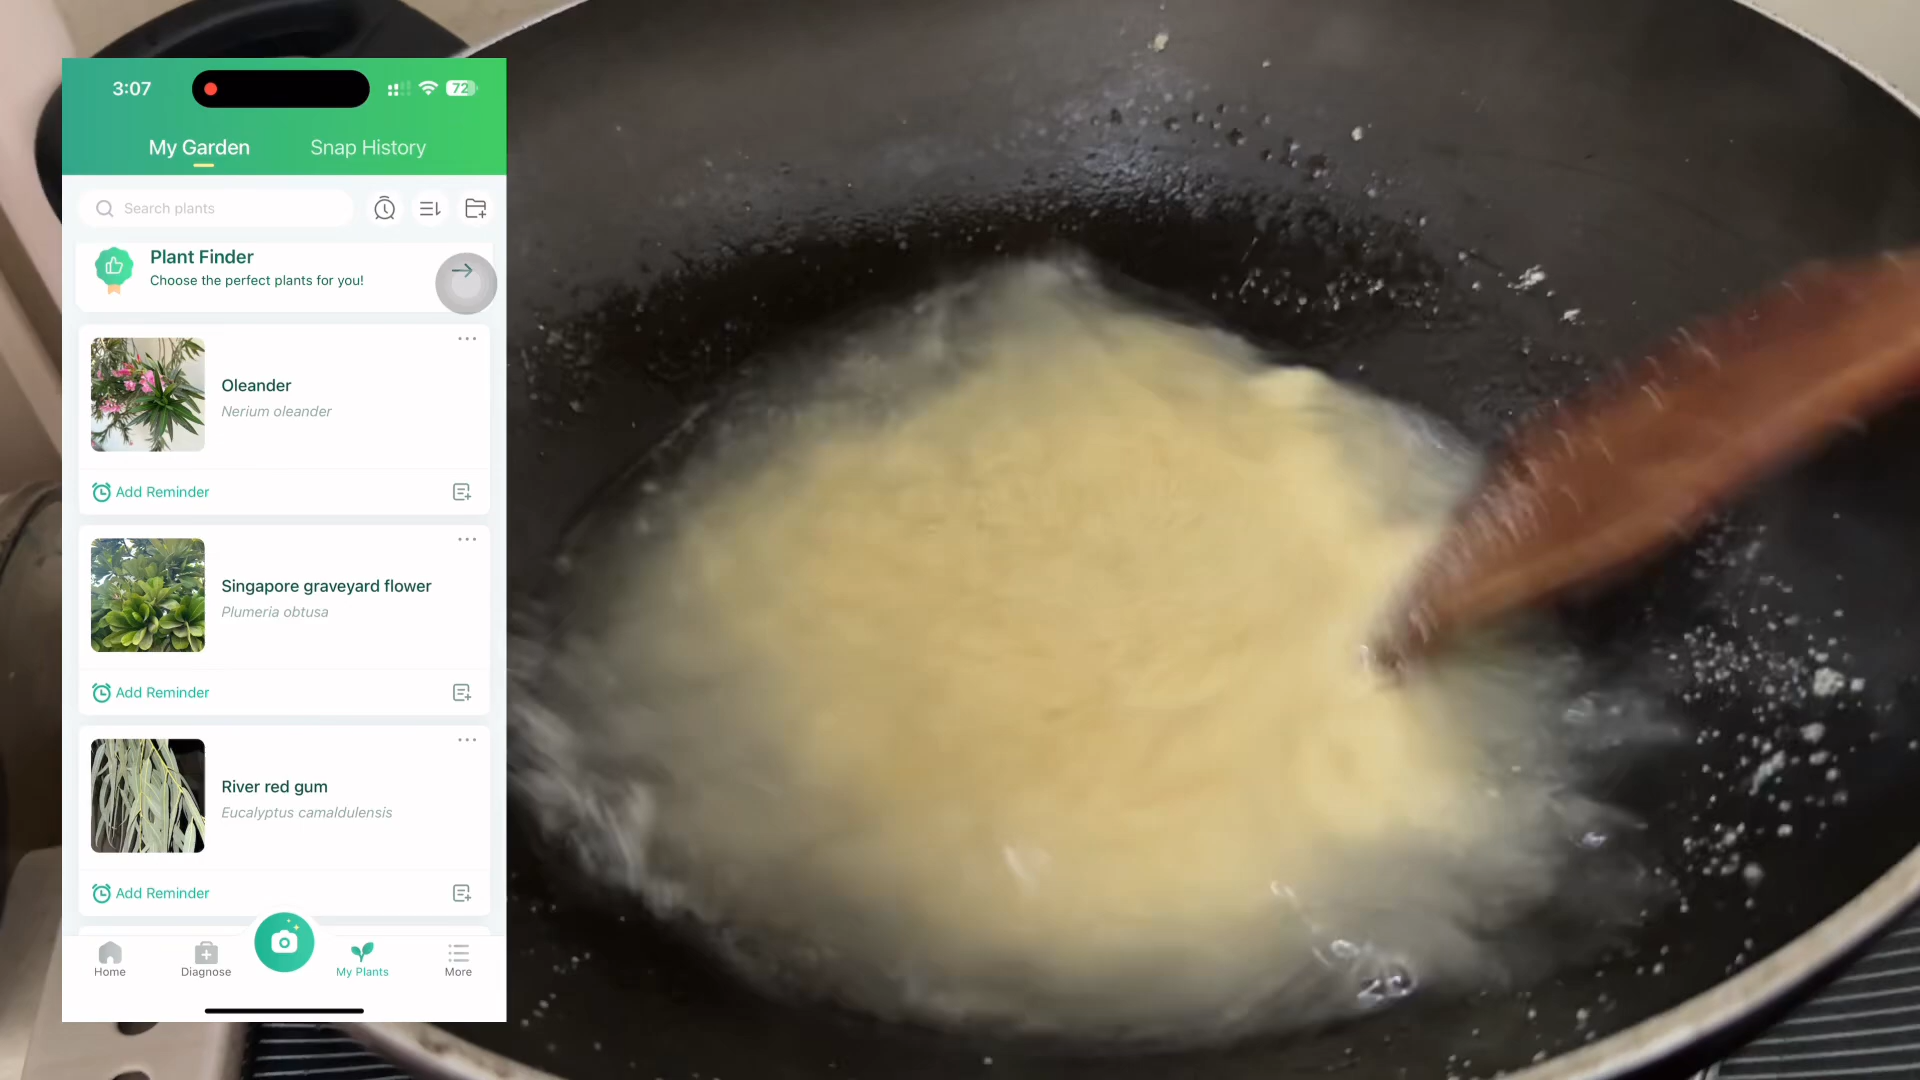 3:07
72
My Garden
Snap History
Search plants
Plant Finder
Choose the perfect plants for you!
Oleander
Nerium oleander
Add Reminder
Singapore graveyard flower
Plumeria obtusa
Add Reminder
River red gum
Eucalyptus camaldulensis
Add Reminder
Home
Diagnose
My Plants
More